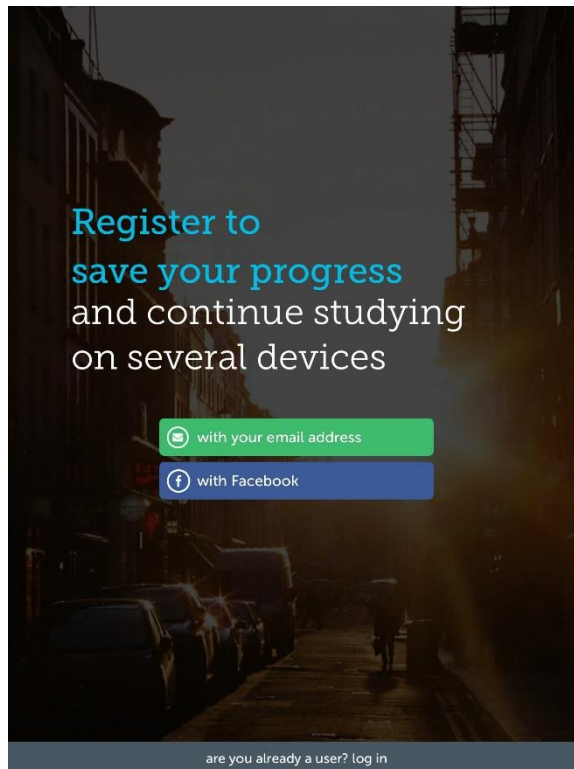 Register to
save your progress
and continue studying
on several devices
with your email address
with Facebook
are you already a user? log in